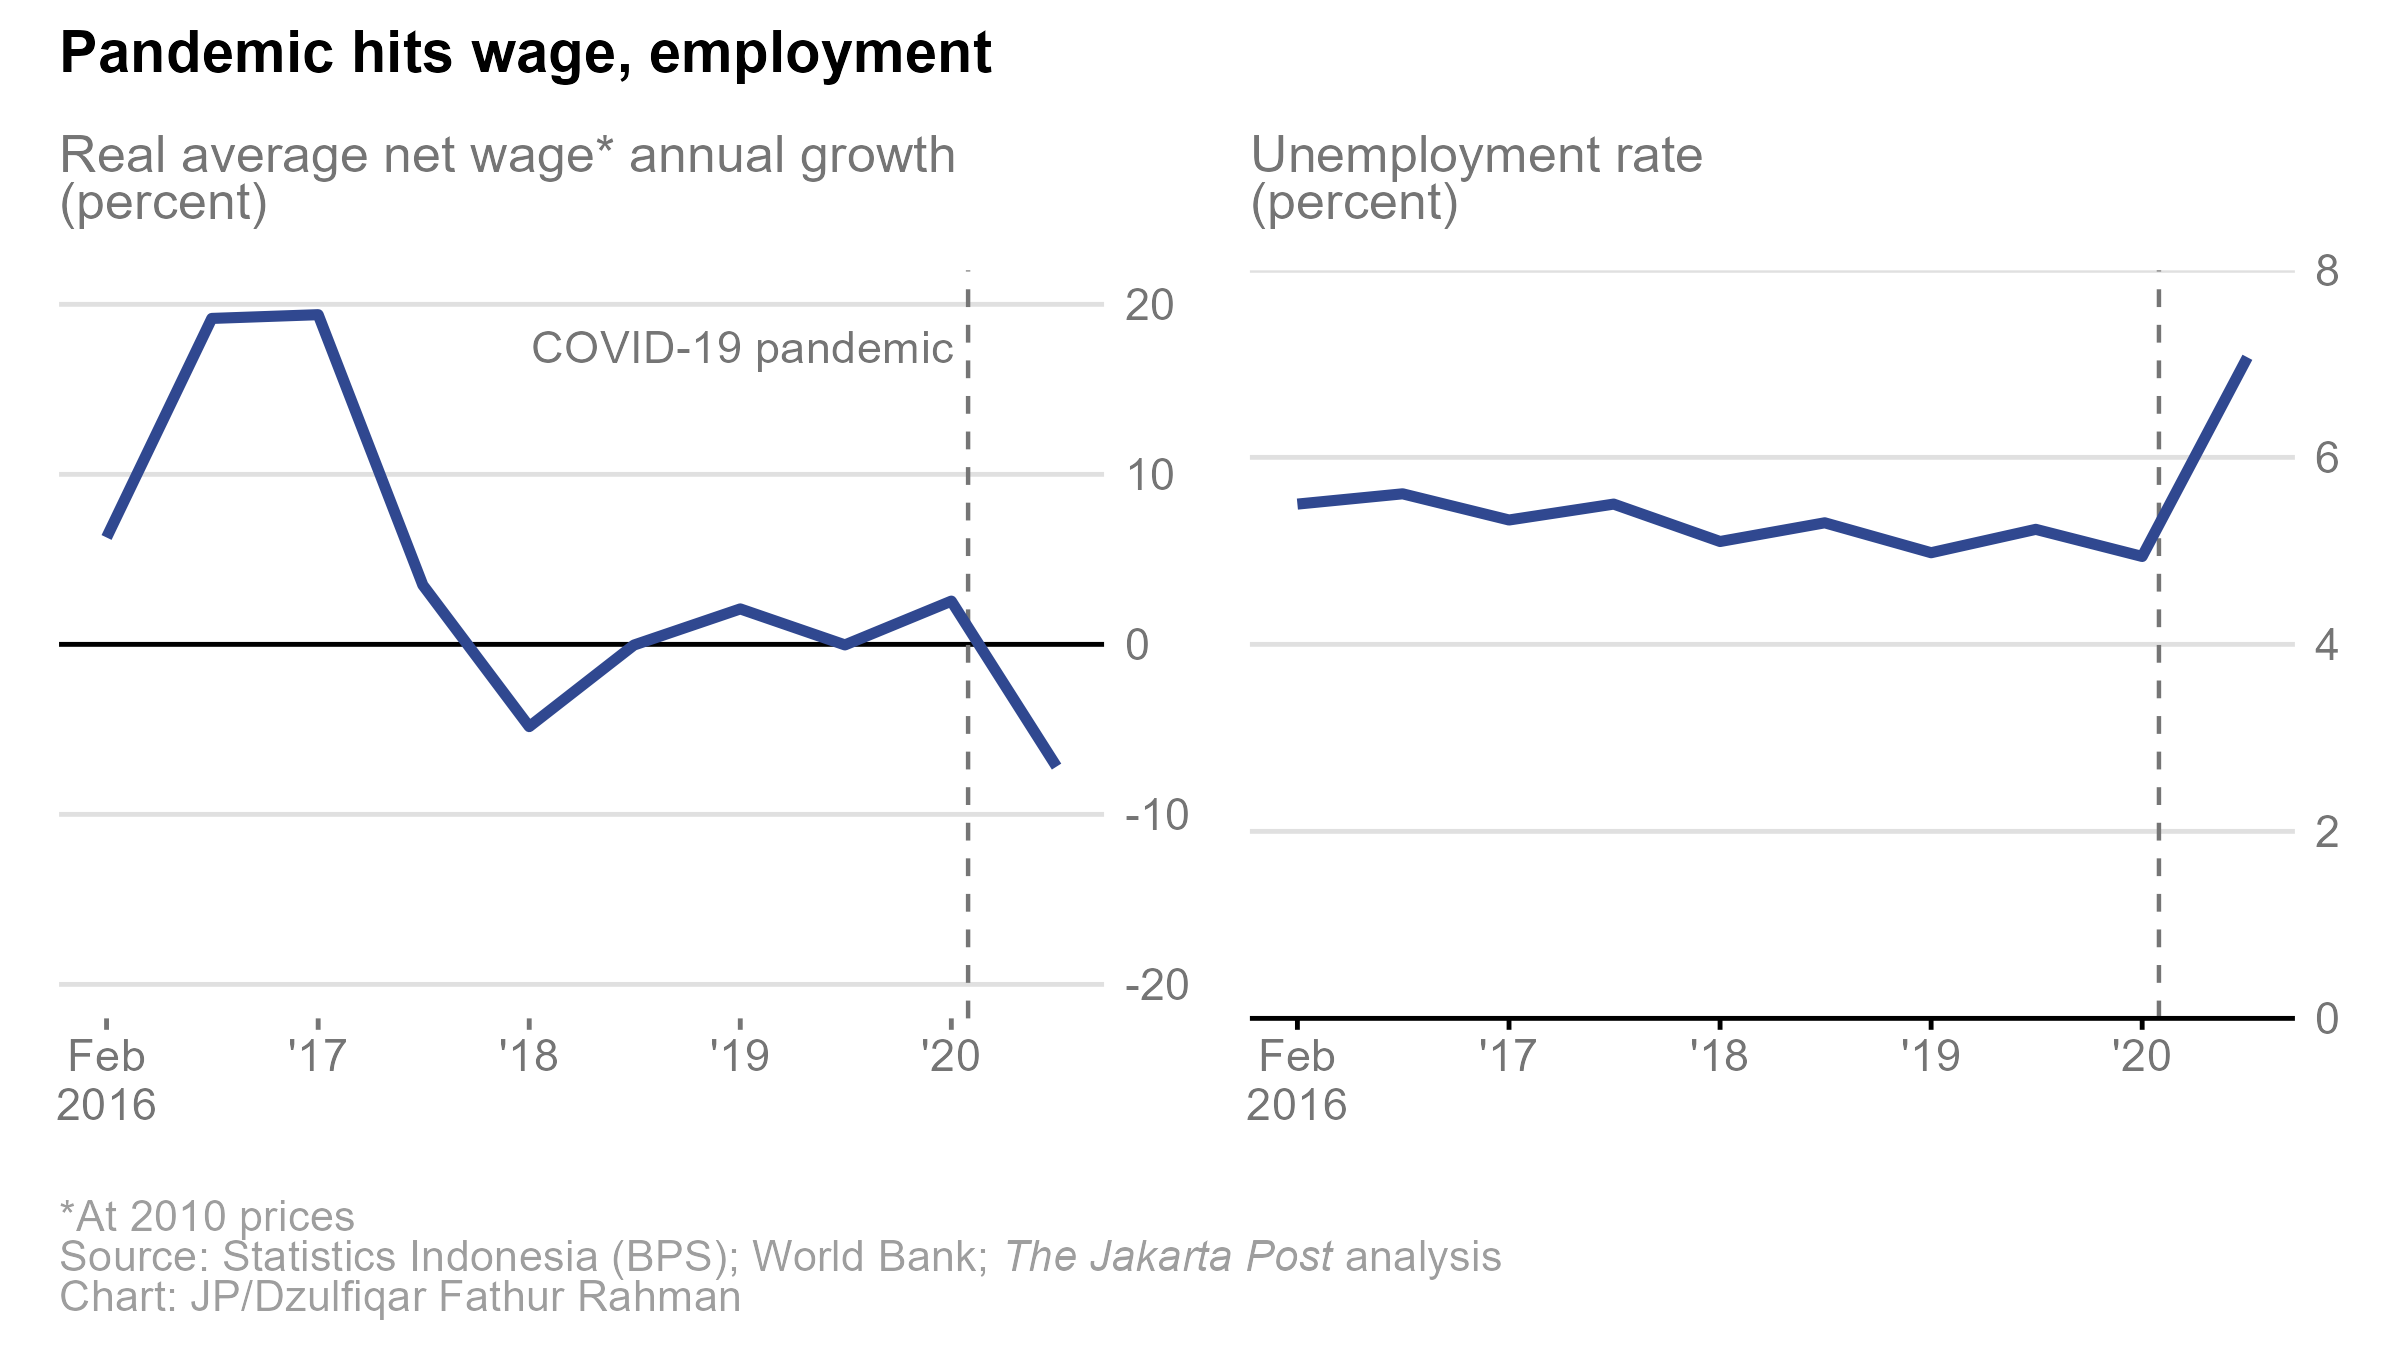 Pandemic hits wage, employment
Real average net wage* annual growth
(percent)
20
COVID-19 pandemic
10
0
-10
-20
Feb
2016
'17
'18
'19
'20
Unemployment rate
(percent)
8
6
4
2
0
Feb
2016
'17
'18
'19
'20
*At 2010 prices
Source: Statistics Indonesia (BPS); World Bank; The Jakarta Post analysis
Chart: JP/Dzulfiqar Fathur Rahman